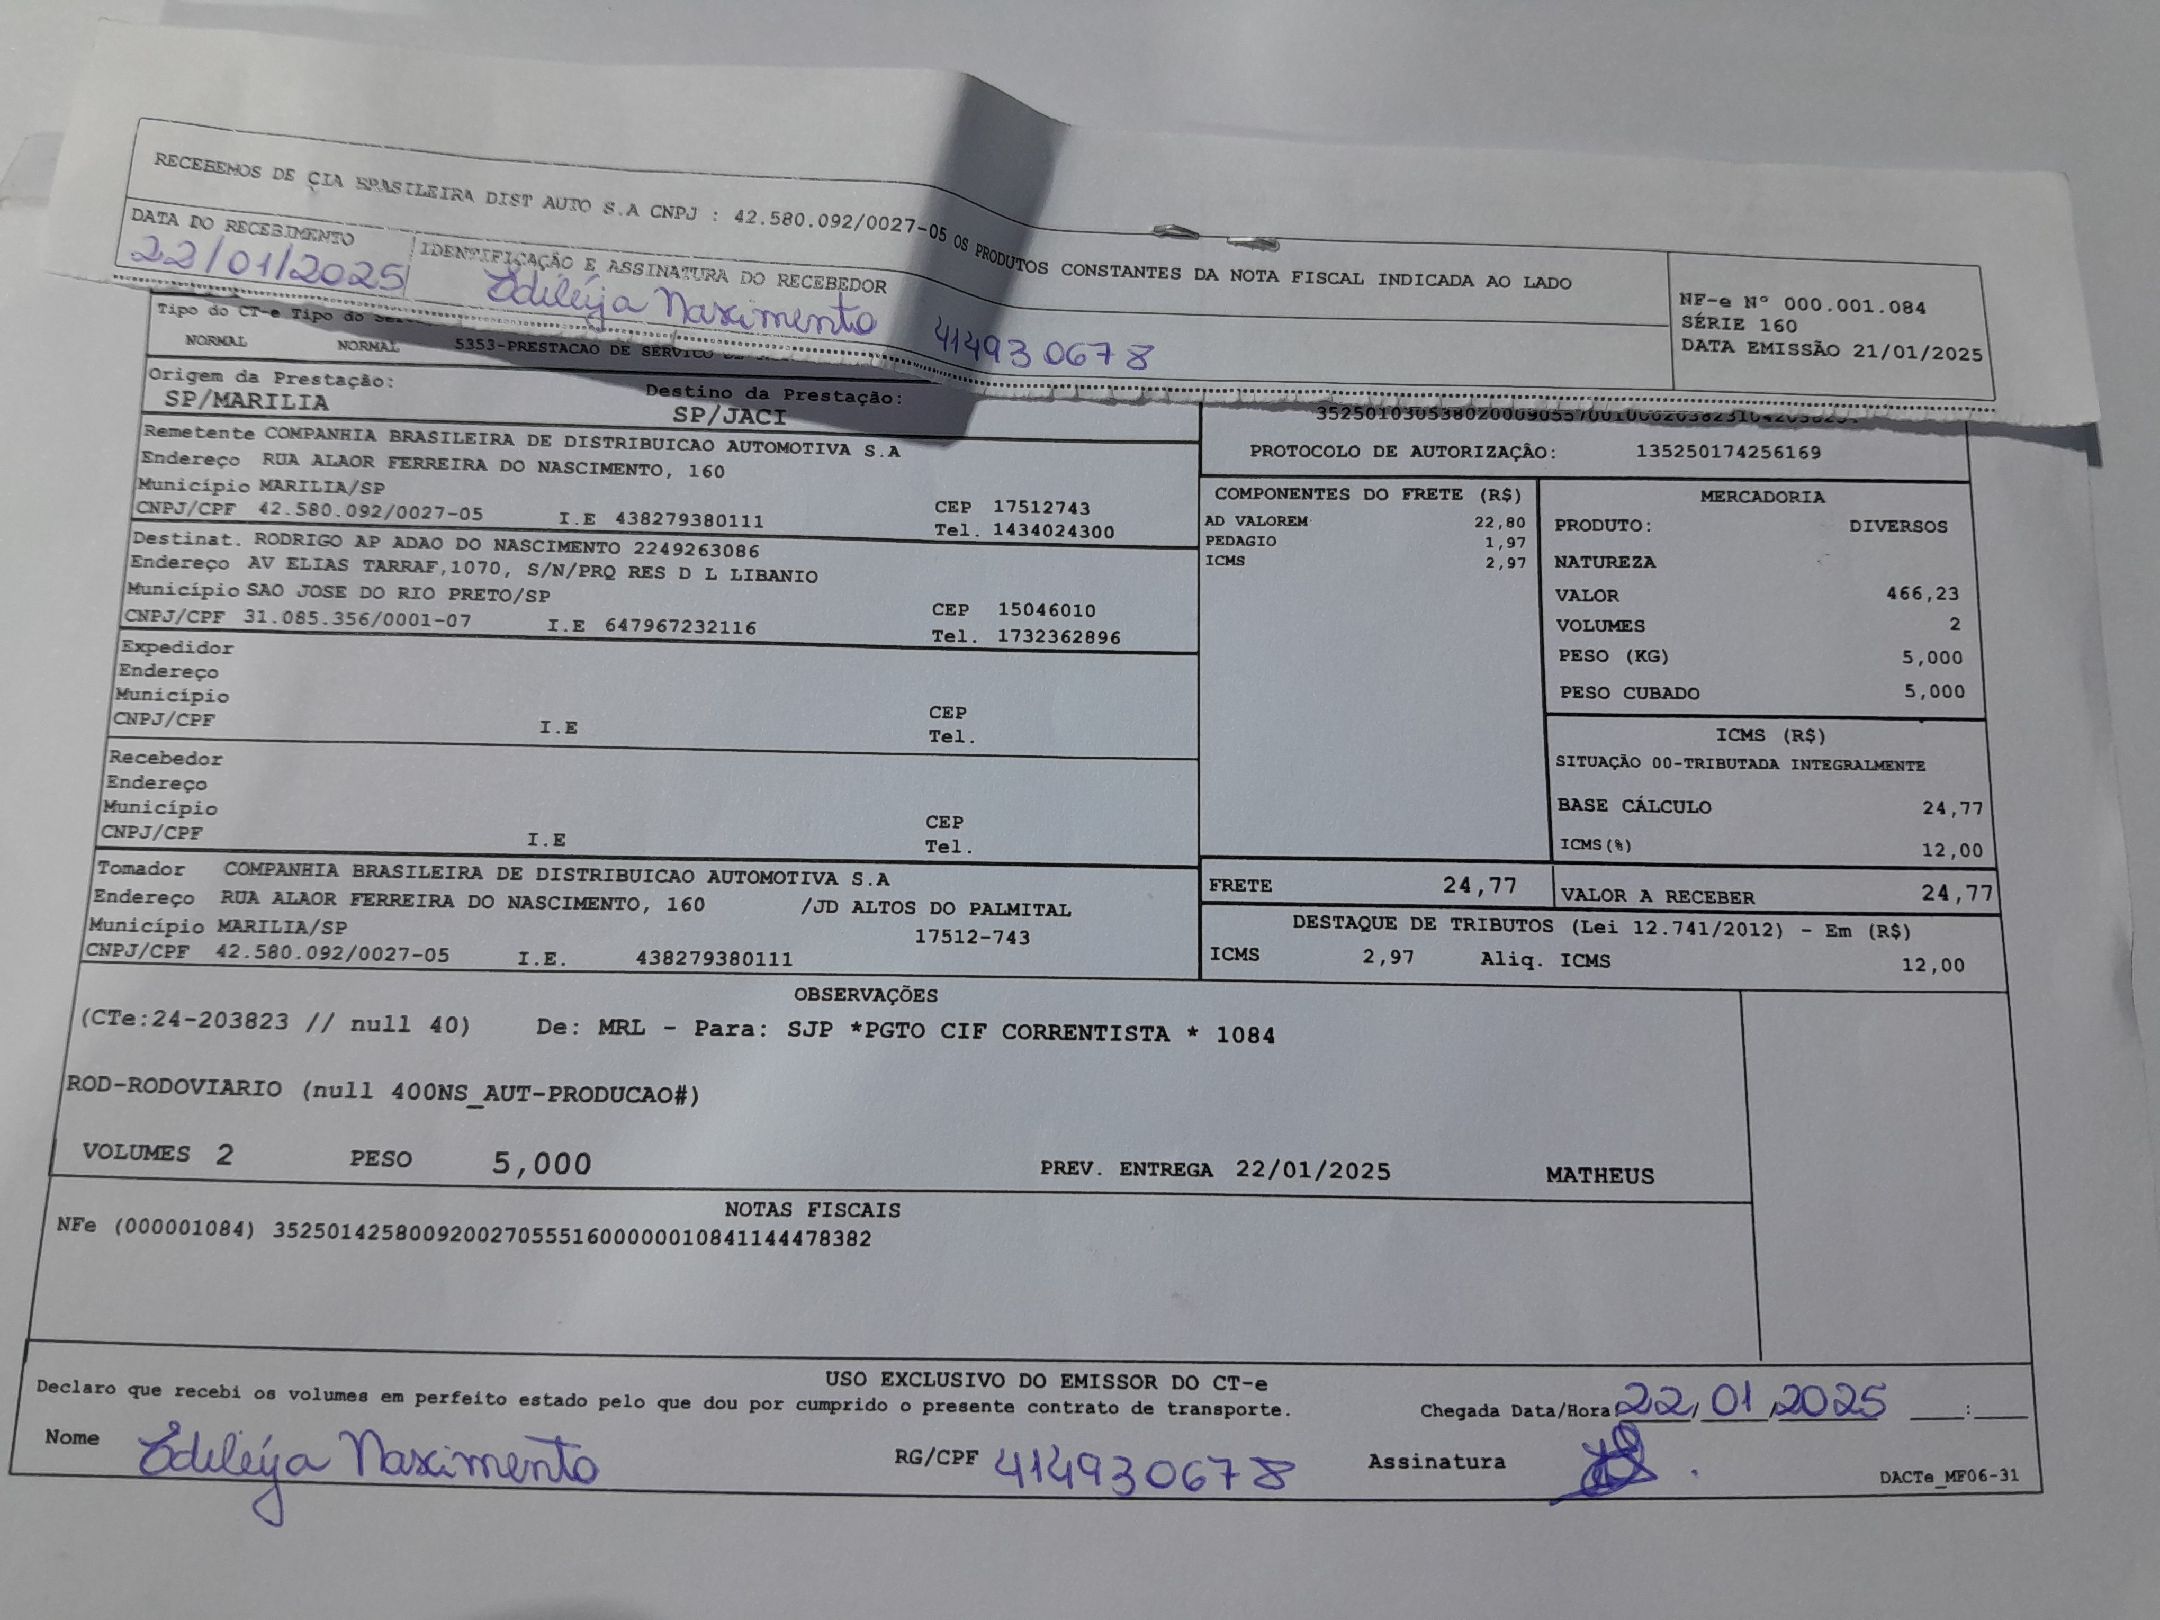 RECEBEMOS DE CIA BRASILEIRA DIST AUTO S.A CNPJ : 42.580.092/0027-05 OS PRODUTOS CONSTANTES DA NOTA FISCAL INDICADA AO LADO
DATA DO RECEBIMENTO
22/01/2025
IDENTIFICAÇÃO E ASSINATURA DO RECEBEDOR
Edileýa Nascimento 414930678
NF-e Nº 000.001.084
SÉRIE 160
DATA EMISSÃO 21/01/2025
Tipo do CT-e Tipo do
NORMAL NORMAL 5353-PRESTACAO DE SERVICO
Origem da Prestação: Destino da Prestação:
SP/MARILIA SP/JACI
Remetente COMPANHIA BRASILEIRA DE DISTRIBUICAO AUTOMOTIVA S.A
Endereço RUA ALAOR FERREIRA DO NASCIMENTO, 160
Município MARILIA/SP CEP 17512743
CNPJ/CPF 42.580.092/0027-05 I.E 438279380111 Tel. 1434024300
Destinat. RODRIGO AP ADAO DO NASCIMENTO 2249263086
Endereço AV ELIAS TARRAF,1070, S/N/PRQ RES D L LIBANIO
Município SAO JOSE DO RIO PRETO/SP CEP 15046010
CNPJ/CPF 31.085.356/0001-07 I.E 647967232116 Tel. 1732362896
Expedidor
Endereço
Município CEP
CNPJ/CPF I.E Tel.
Recebedor
Endereço
Município CEP
CNPJ/CPF I.E Tel.
Tomador COMPANHIA BRASILEIRA DE DISTRIBUICAO AUTOMOTIVA S.A
Endereço RUA ALAOR FERREIRA DO NASCIMENTO, 160 /JD ALTOS DO PALMITAL
Município MARILIA/SP 17512-743
CNPJ/CPF 42.580.092/0027-05 I.E. 438279380111
PROTOCOLO DE AUTORIZAÇÃO: 135250174256169
COMPONENTES DO FRETE (R$)
AD VALOREM 22,80
PEDAGIO 1,97
ICMS 2,97
MERCADORIA
PRODUTO: DIVERSOS
NATUREZA
VALOR 466,23
VOLUMES 2
PESO (KG) 5,000
PESO CUBADO 5,000
ICMS (R$)
SITUAÇÃO 00-TRIBUTADA INTEGRALMENTE
BASE CÁLCULO 24,77
ICMS(%) 12,00
FRETE 24,77 VALOR A RECEBER 24,77
DESTAQUE DE TRIBUTOS (Lei 12.741/2012) - Em (R$)
ICMS 2,97 Aliq. ICMS 12,00
OBSERVAÇÕES
(CTe:24-203823 // null 40) De: MRL - Para: SJP *PGTO CIF CORRENTISTA * 1084
ROD-RODOVIARIO (null 400NS_AUT-PRODUCAO#)
VOLUMES 2 PESO 5,000 PREV. ENTREGA 22/01/2025 MATHEUS
NOTAS FISCAIS
NFe (000001084) 35250142580092002705551600000010841144478382
USO EXCLUSIVO DO EMISSOR DO CT-e
Declaro que recebi os volumes em perfeito estado pelo que dou por cumprido o presente contrato de transporte. Chegada Data/Hora 22/01/2025 ___:___
Nome Edileýa Nascimento RG/CPF 414930678 Assinatura
DACTe_MF06-31